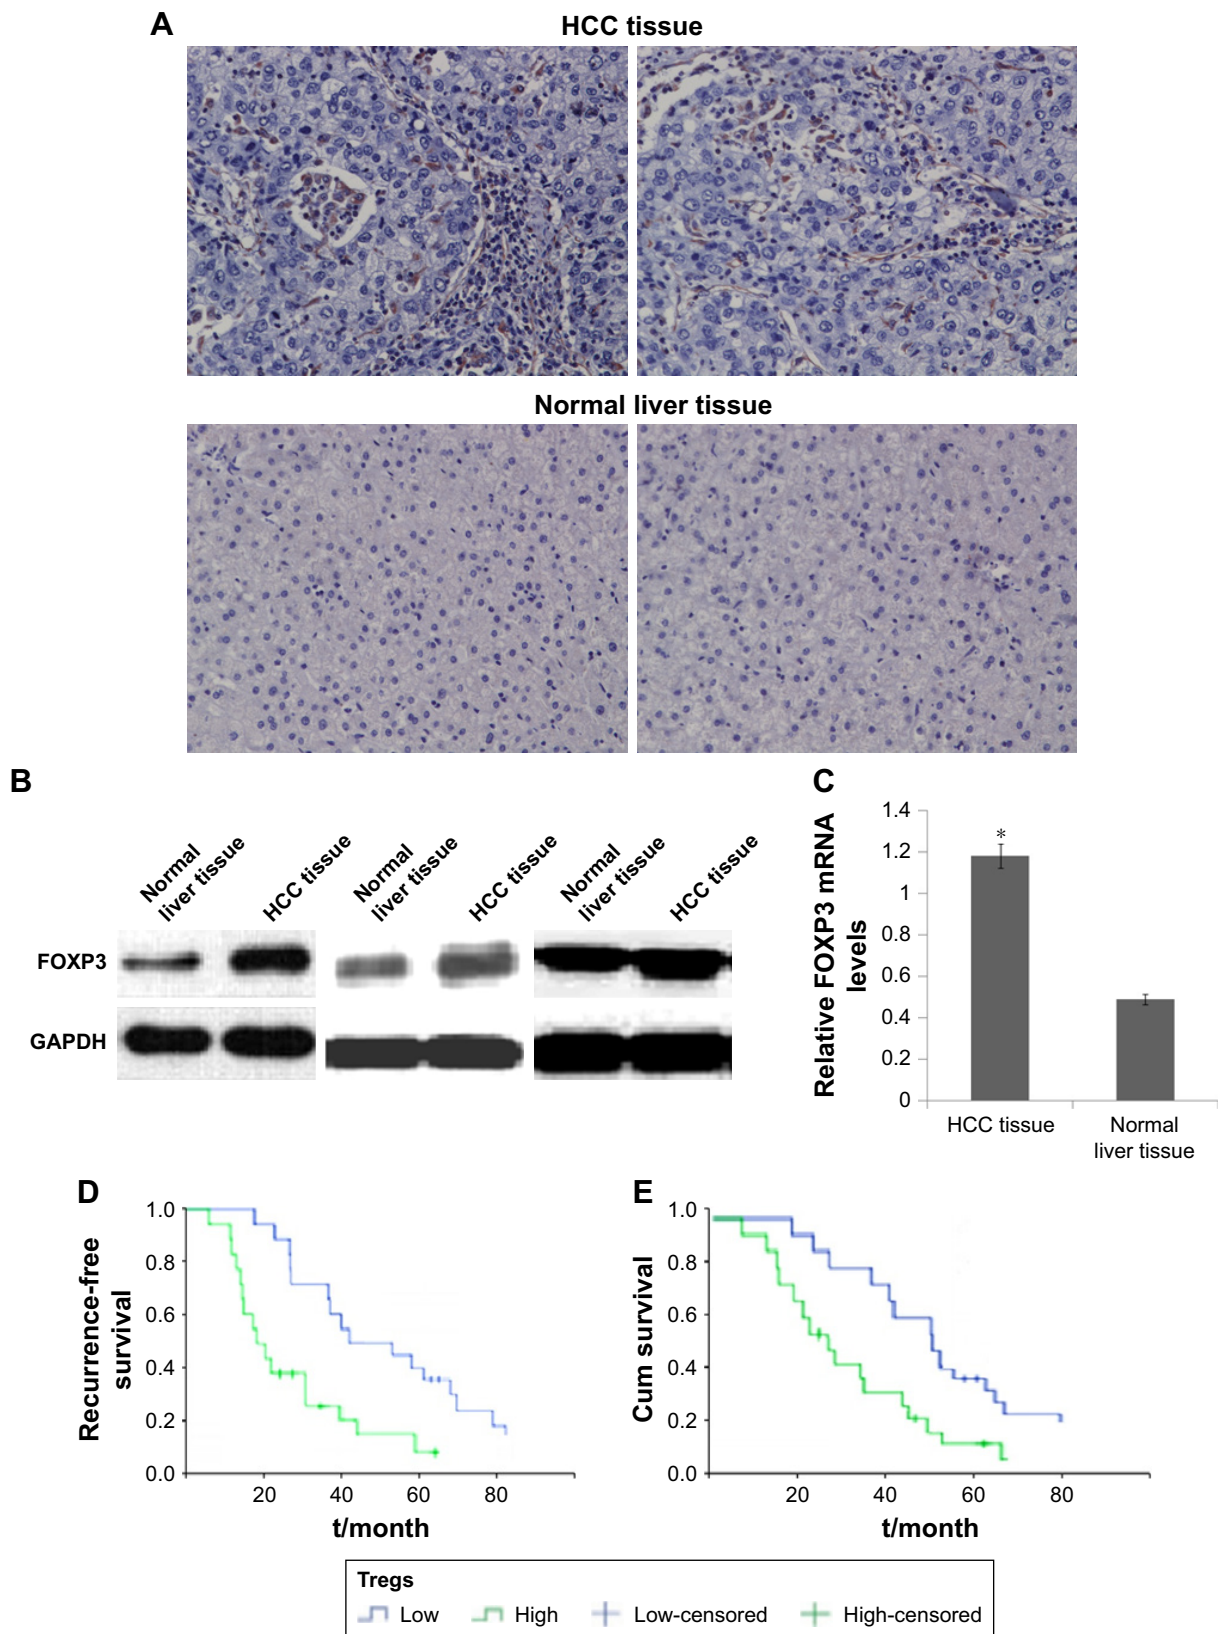 A
HCC tissue
Normal liver tissue
B
Normal
liver tissue
HCC tissue
Normal
liver tissue
HCC tissue
Normal
liver tissue
HCC tissue
FOXP3
GAPDH
C
Relative FOXP3 mRNA
levels
1.4
1.2
1
0.8
0.6
0.4
0.2
0
*
HCC tissue
Normal
liver tissue
D
Recurrence-free
survival
1.0
0.8
0.6
0.4
0.2
0.0
20
40
60
80
t/month
E
Cum survival
1.0
0.8
0.6
0.4
0.2
0.0
20
40
60
80
t/month
Tregs
Low
High
Low-censored
High-censored